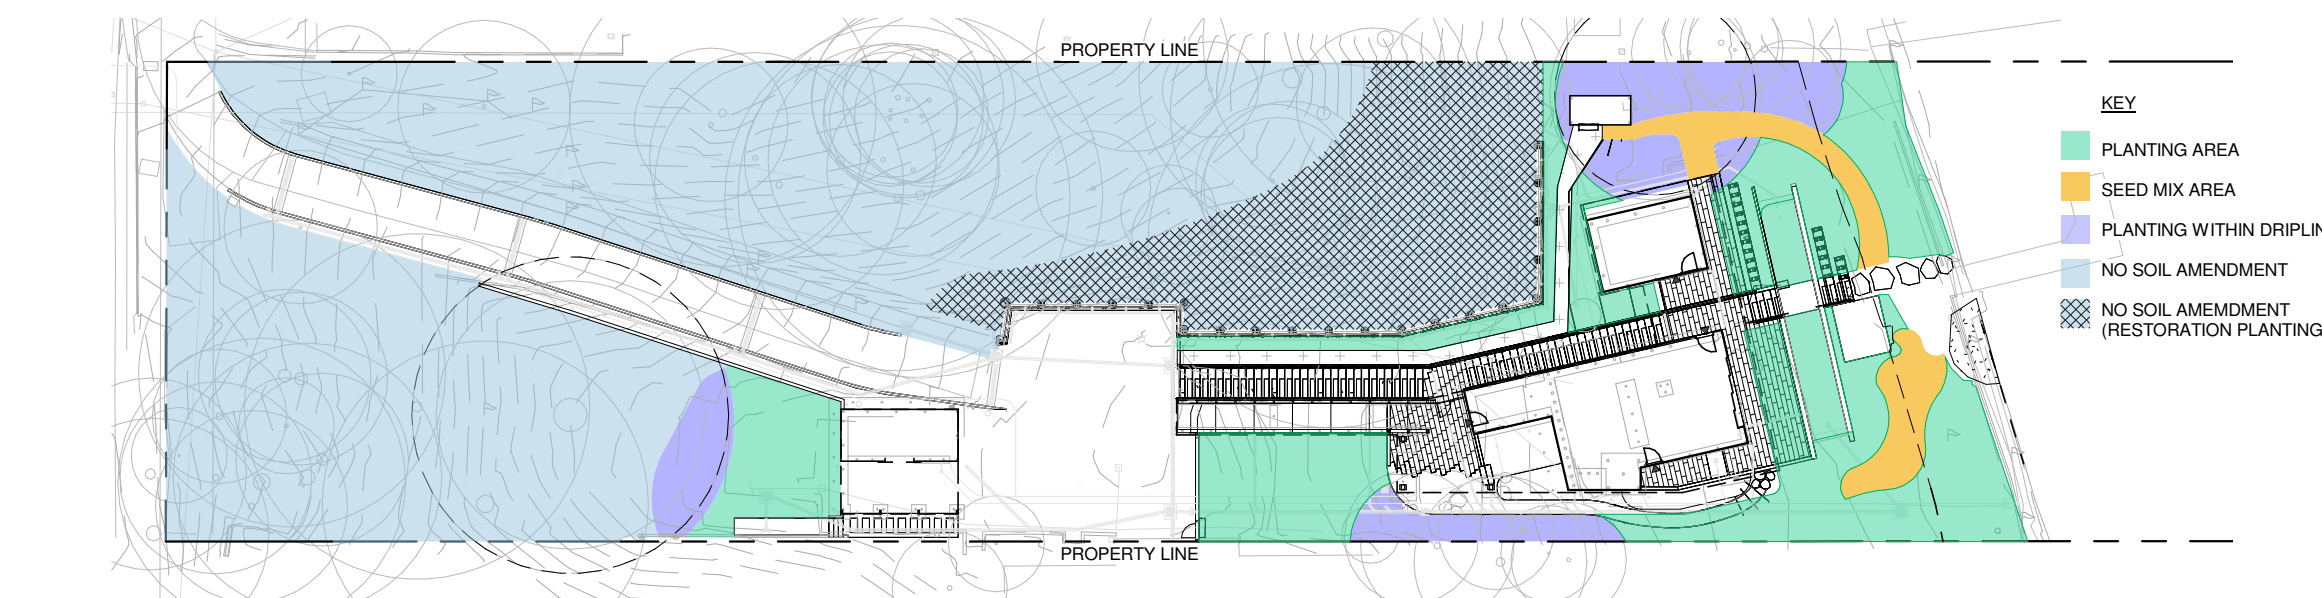 PROPERTY LINE
KEY
PLANTING AREA
SEED MIX AREA
PLANTING WITHIN DRIPLIN
NO SOIL AMENDMENT
NO SOIL AMEMDMENT
(RESTORATION PLANTING
PROPERTY LINE